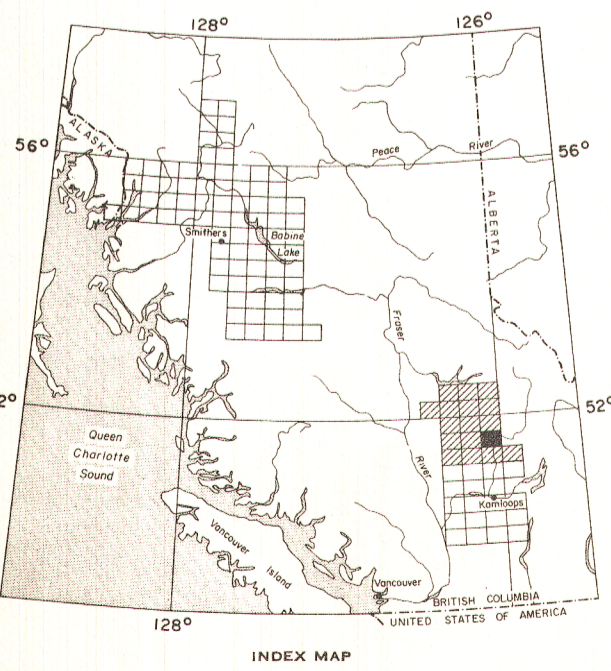 128° 126°
ALASKA
56° 56°
Peace River
ALBERTA
Smithers
Babine
Lake
Fraser
2° 52°
Queen
Charlotte
Sound
River
Kamloops
Vancouver
Island
Vancouver
BRITISH COLUMBIA
UNITED STATES OF AMERICA
128°
INDEX MAP